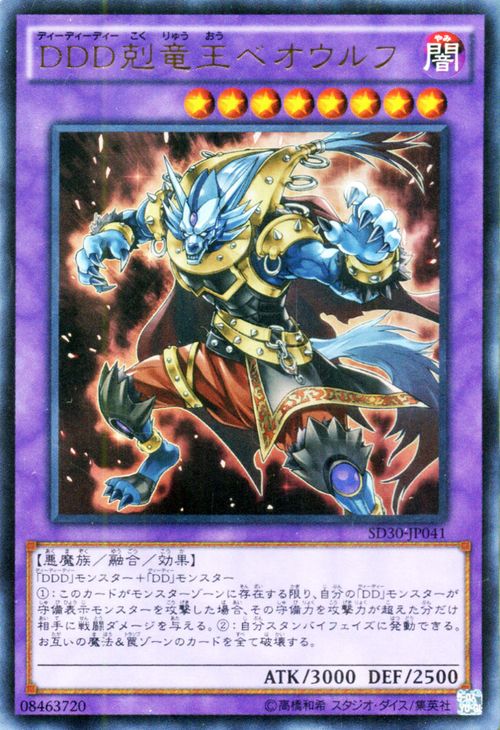 DDD剋竜王ベオウルフ
ディーディーディー こく りゅう おう
闇
やみ
SD30-JP041
【悪魔族／融合／効果】
「DDD」モンスター＋「DD」モンスター
①：このカードがモンスターゾーンに存在する限り、自分の「DD」モンスターが
守備表示モンスターを攻撃した場合、その守備力を攻撃力が超えた分だけ
相手に戦闘ダメージを与える。②：自分スタンバイフェイズに発動できる。
お互いの魔法&罠ゾーンのカードを全て破壊する。
ATK/3000 DEF/2500
08463720
©高橋和希 スタジオ・ダイス/集英社